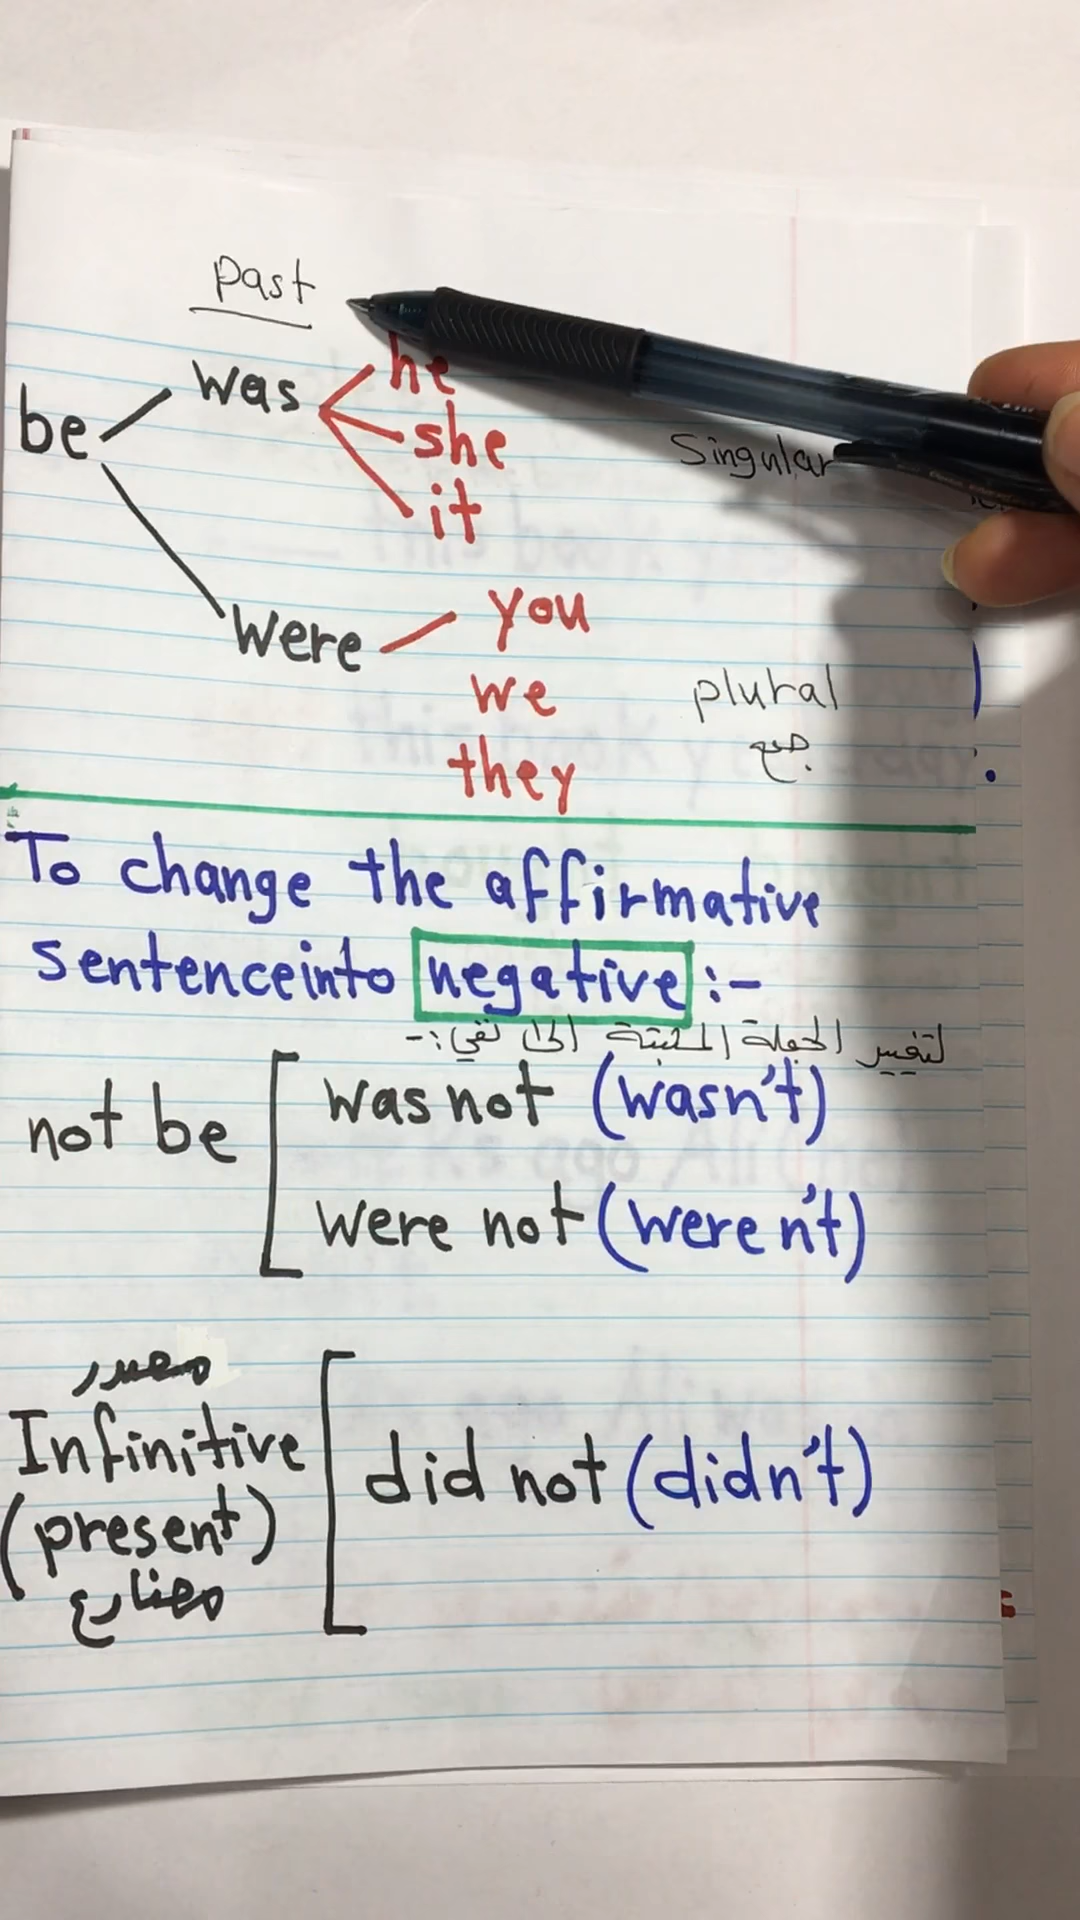 past
be was he
she Singular
it
were you
we plural
they جمع
To change the affirmative
sentence into negative :-
لتغيير الجملة المثبتة الى نفي :-
not be was not (wasn't)
were not (weren't)
مصدر
Infinitive
did not (didn't)
(present)
مضارع